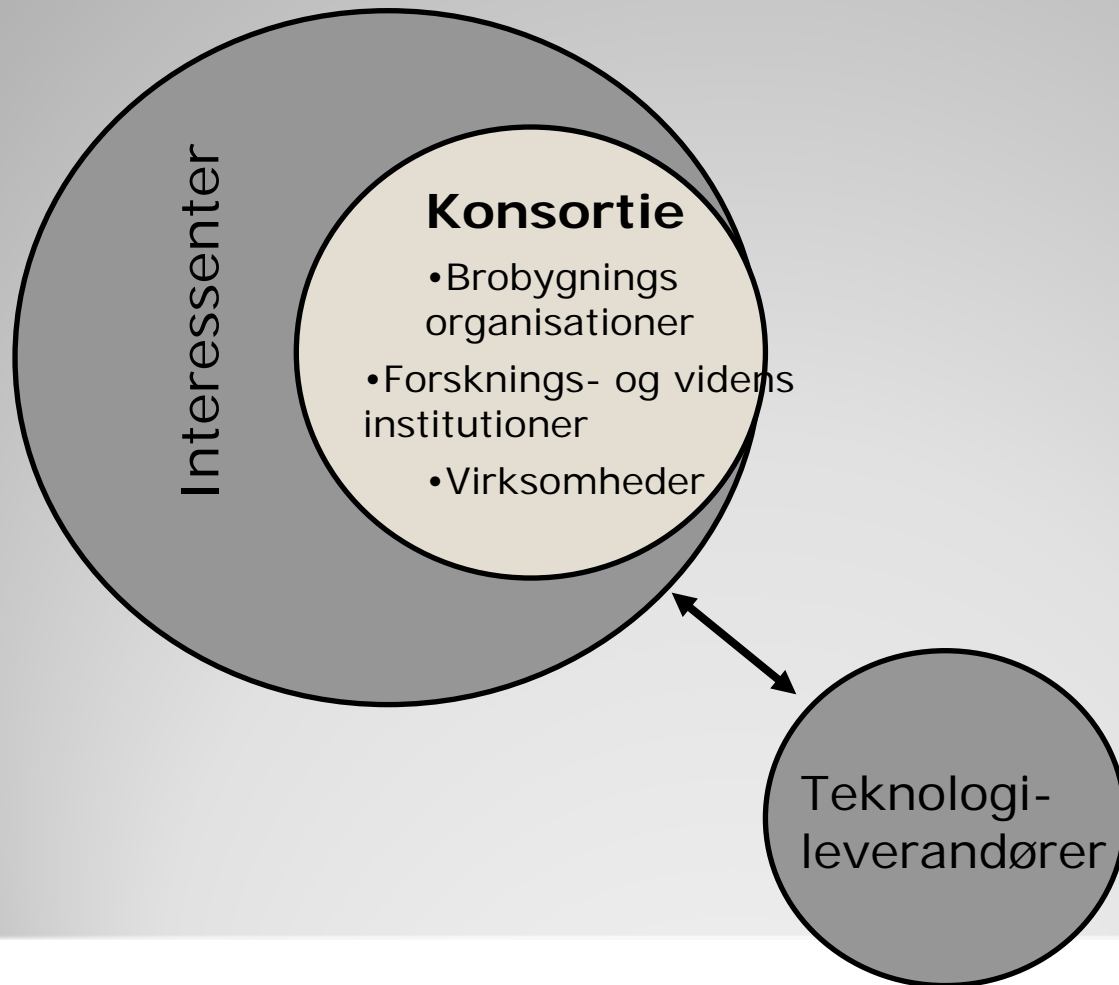 Interessenter
Konsortie
•Brobygnings
organisationer
•Forsknings- og videns
institutioner
•Virksomheder
Teknologi-
leverandører